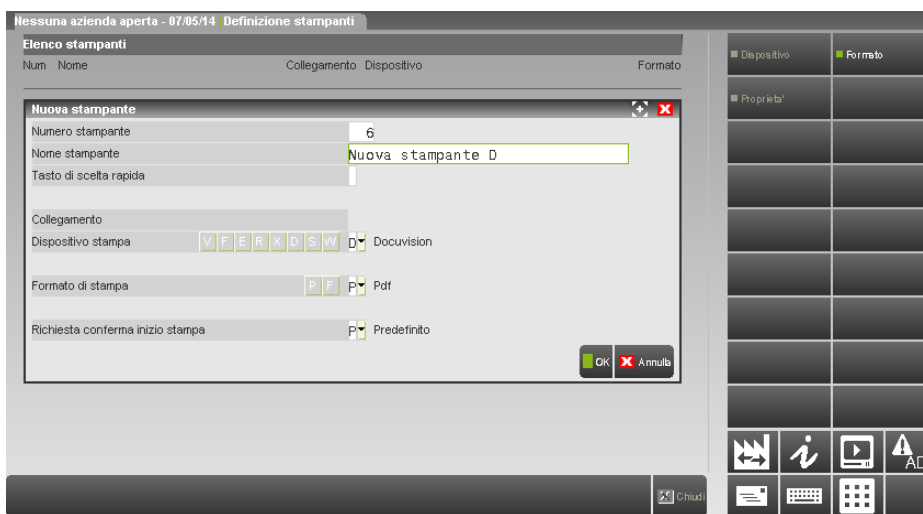 Nessuna azienda aperta - 07/05/14 Definizione stampanti
Elenco stampanti
Num Nome Collegamento Dispositivo Formato
Nuova stampante
Numero stampante 6
Nome stampante Nuova stampante D
Tasto di scelta rapida
Collegamento
Dispositivo stampa V F E R X D S W D Docuvision
Formato di stampa P F P Pdf
Richiesta conferma inizio stampa P Predefinito
OK Annulla
Chiudi
Dispositivo Formato
Proprieta'
AD